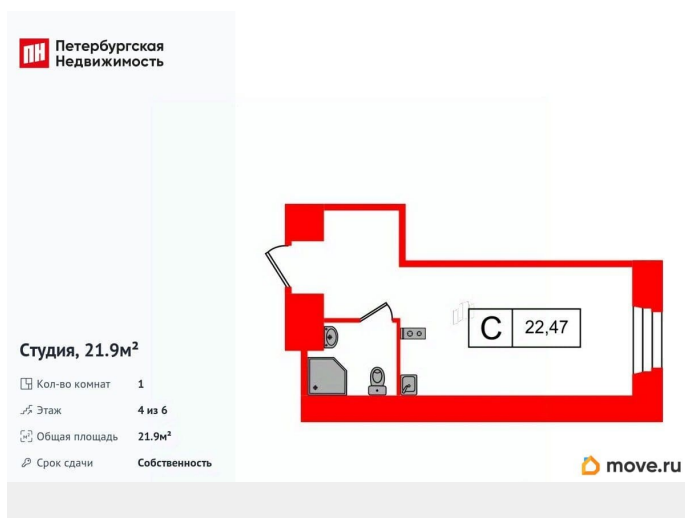 ПН
Петербургская
Недвижимость
С 22,47
Студия, 21.9м²
Кол-во комнат 1
Этаж 4 из 6
Общая площадь 21.9м²
Срок сдачи Собственность
move.ru